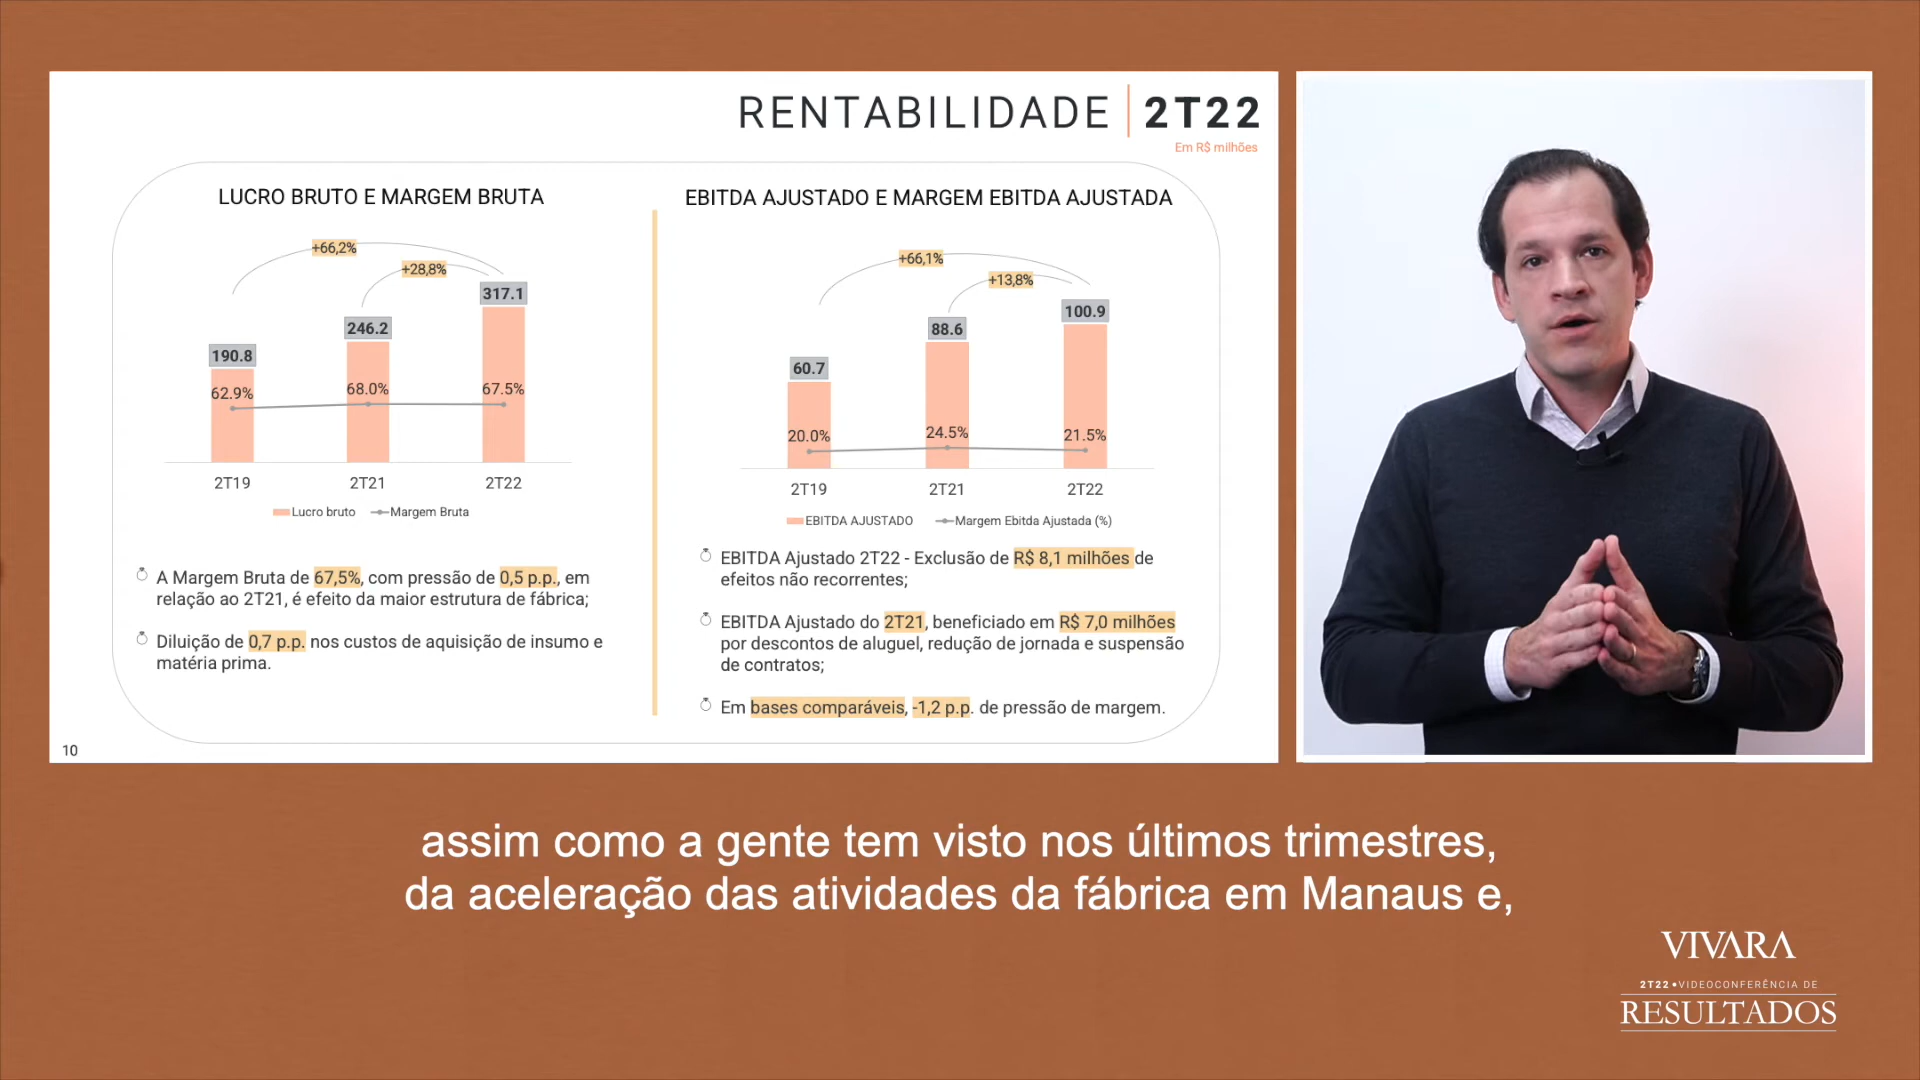 RENTABILIDADE 2T22
Em R$ milhões
LUCRO BRUTO E MARGEM BRUTA
+66,2%
+28,8%
317.1
246.2
190.8
62.9%
68.0%
67.5%
2T19
2T21
2T22
Lucro bruto
Margem Bruta
A Margem Bruta de 67,5%, com pressão de 0,5 p.p., em
relação ao 2T21, é efeito da maior estrutura de fábrica;
Diluição de 0,7 p.p. nos custos de aquisição de insumo e
matéria prima.
EBITDA AJUSTADO E MARGEM EBITDA AJUSTADA
+66,1%
+13,8%
100.9
88.6
60.7
20.0%
24.5%
21.5%
2T19
2T21
2T22
EBITDA AJUSTADO
Margem Ebitda Ajustada (%)
EBITDA Ajustado 2T22 - Exclusão de R$ 8,1 milhões de
efeitos não recorrentes;
EBITDA Ajustado do 2T21, beneficiado em R$ 7,0 milhões
por descontos de aluguel, redução de jornada e suspensão
de contratos;
Em bases comparáveis, -1,2 p.p. de pressão de margem.
10
assim como a gente tem visto nos últimos trimestres,
da aceleração das atividades da fábrica em Manaus e,
VIVARA
2T22•VIDEOCONFERÊNCIA DE
RESULTADOS